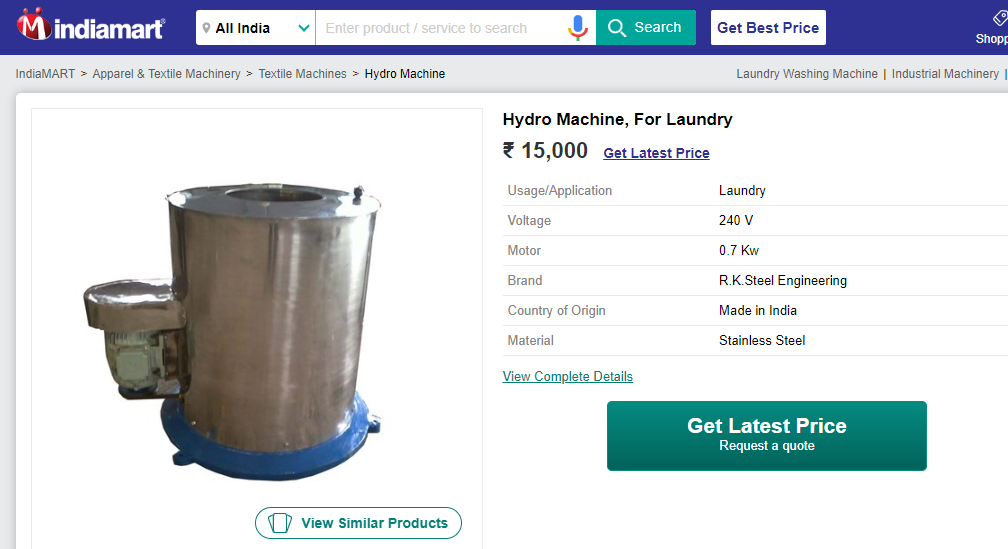 indiamart
All India
Enter product / service to search
Search
Get Best Price
IndiaMART > Apparel & Textile Machinery > Textile Machines > Hydro Machine
Laundry Washing Machine | Industrial Machinery |
Hydro Machine, For Laundry
₹ 15,000 Get Latest Price
Usage/Application Laundry
Voltage 240 V
Motor 0.7 Kw
Brand R.K.Steel Engineering
Country of Origin Made in India
Material Stainless Steel
View Complete Details
Get Latest Price
Request a quote
View Similar Products